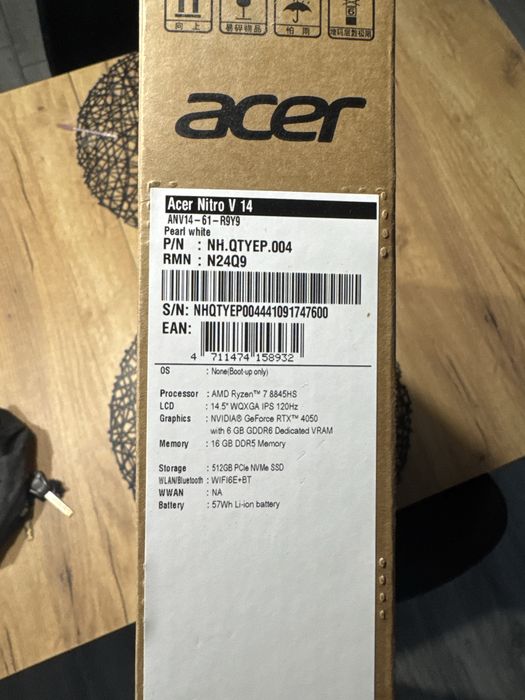 向上
易碎物品
怕雨
6
堆码层数极限
acer
Acer Nitro V 14
ANV14-61-R9Y9
Pearl white
P/N : NH.QTYEP.004
RMN : N24Q9
S/N: NHQTYEP004441091747600
EAN:
4 711474 158932
OS : None(Boot-up only)
Processor : AMD Ryzen™ 7 8845HS
LCD : 14.5" WQXGA IPS 120Hz
Graphics : NVIDIA® GeForce RTX™ 4050
with 6 GB GDDR6 Dedicated VRAM
Memory : 16 GB DDR5 Memory
Storage : 512GB PCIe NVMe SSD
WLAN/Bluetooth : WIFI6E+BT
WWAN : NA
Battery : 57Wh Li-ion battery